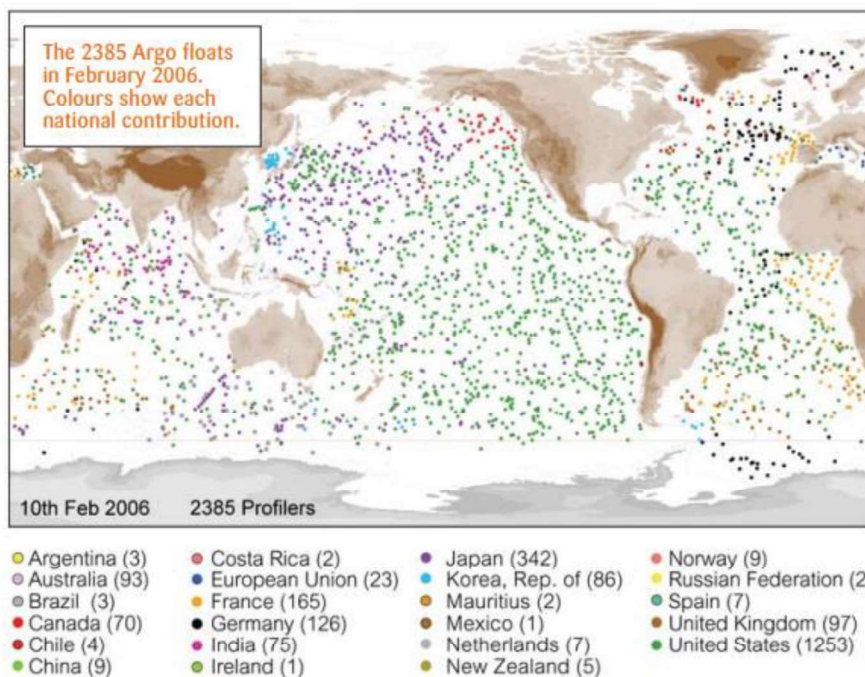 The 2385 Argo floats
in February 2006.
Colours show each
national contribution.
10th Feb 2006 2385 Profilers
Argentina (3)
Australia (93)
Brazil (3)
Canada (70)
Chile (4)
China (9)
Costa Rica (2)
European Union (23)
France (165)
Germany (126)
India (75)
Ireland (1)
Japan (342)
Korea, Rep. of (86)
Mauritius (2)
Mexico (1)
Netherlands (7)
New Zealand (5)
Norway (9)
Russian Federation (2
Spain (7)
United Kingdom (97)
United States (1253)